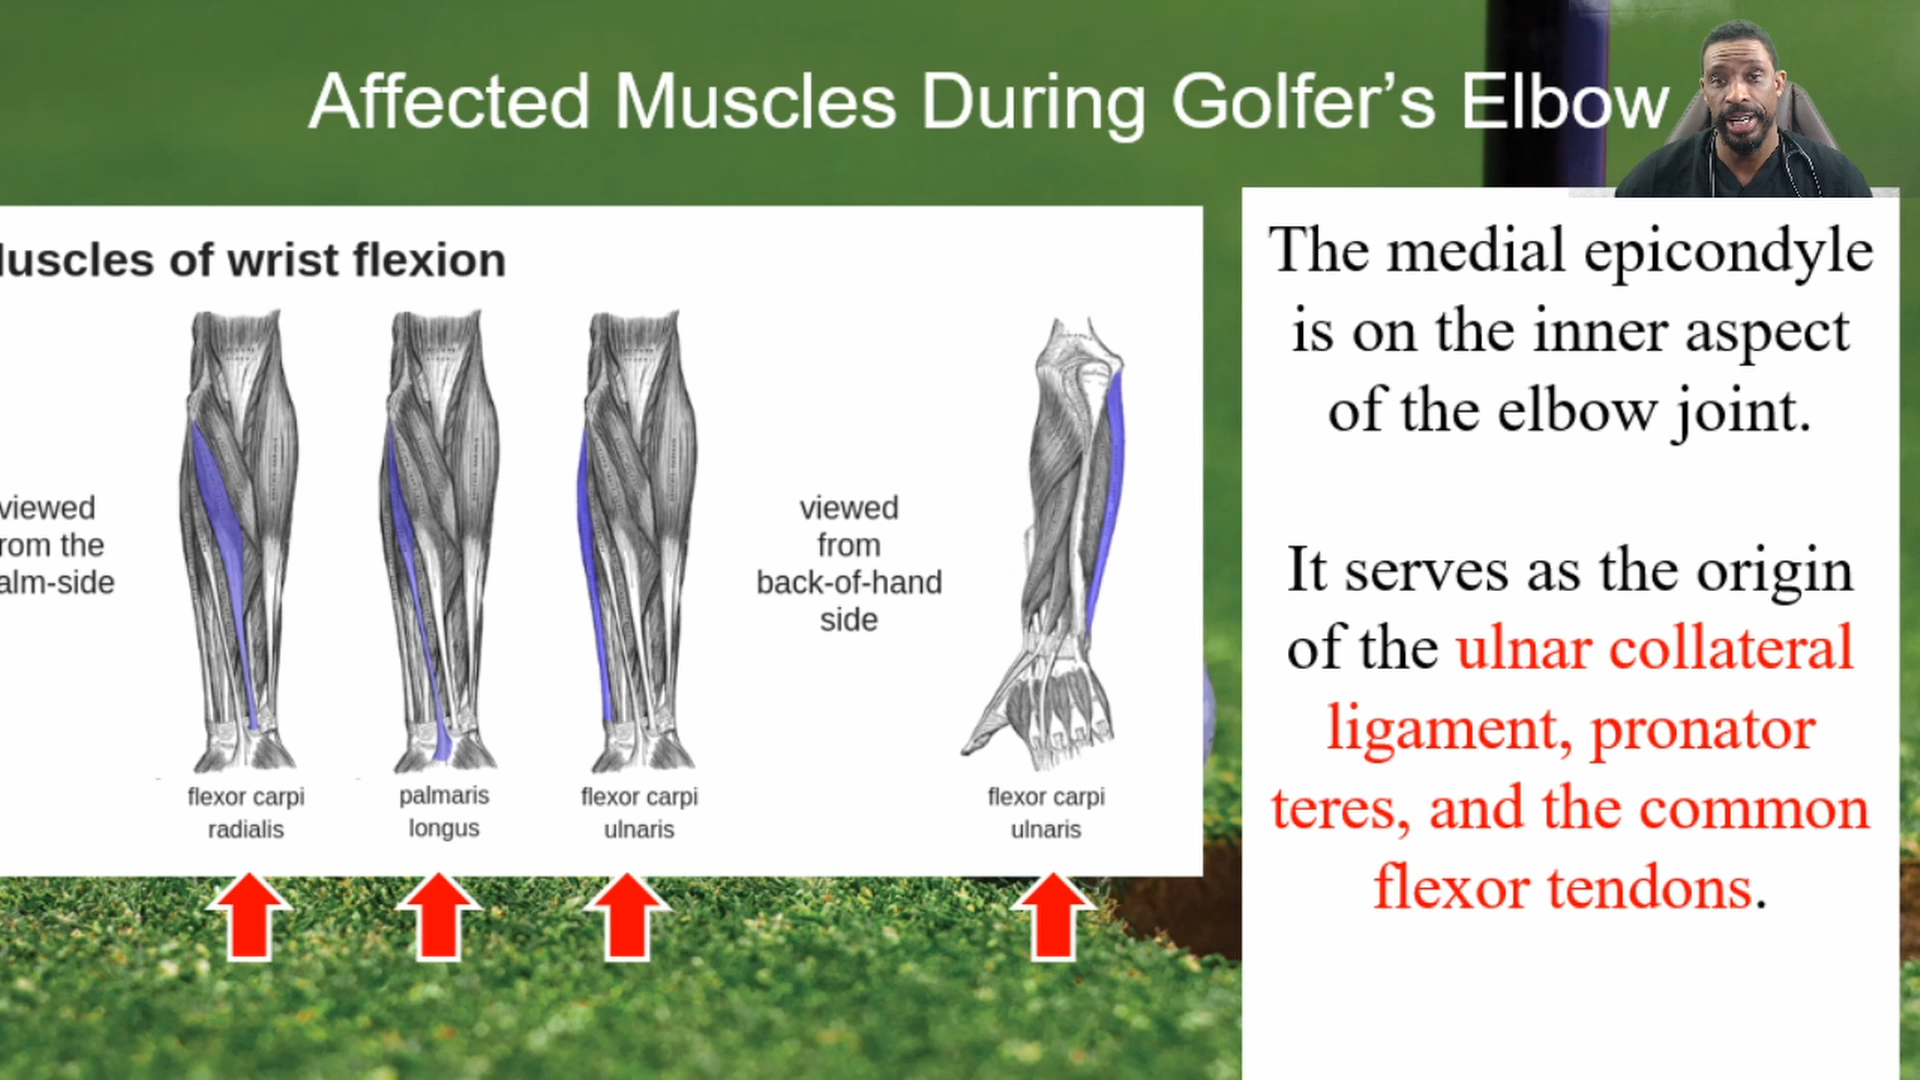 Affected Muscles During Golfer's Elbow
uscles of wrist flexion
viewed
rom the
alm-side
viewed
from
back-of-hand
side
flexor carpi
radialis
palmaris
longus
flexor carpi
ulnaris
flexor carpi
ulnaris
The medial epicondyle
is on the inner aspect
of the elbow joint.
It serves as the origin
of the ulnar collateral
ligament, pronator
teres, and the common
flexor tendons.